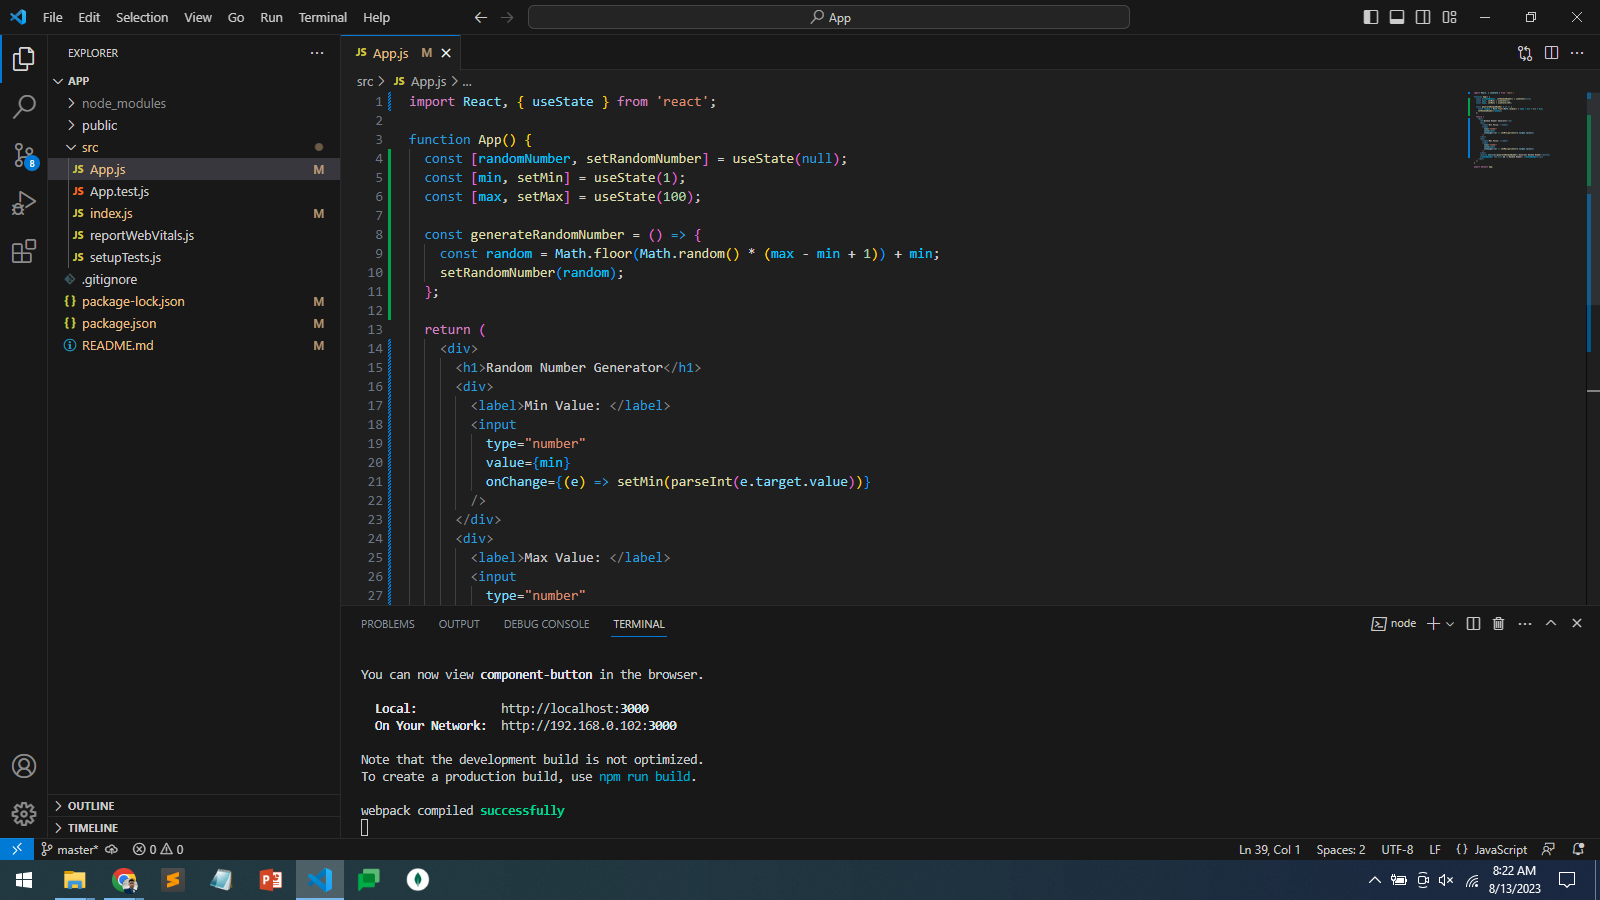 File Edit Selection View Go Run Terminal Help
App
EXPLORER
APP
node_modules
public
src
JS App.js M
JS App.test.js
JS index.js M
JS reportWebVitals.js
JS setupTests.js
.gitignore
{} package-lock.json M
{} package.json M
README.md M
OUTLINE
TIMELINE
8
JS App.js M
src > JS App.js > ...
1 import React, { useState } from 'react';
2
3 function App() {
4 const [randomNumber, setRandomNumber] = useState(null);
5 const [min, setMin] = useState(1);
6 const [max, setMax] = useState(100);
7
8 const generateRandomNumber = () => {
9 const random = Math.floor(Math.random() * (max - min + 1)) + min;
10 setRandomNumber(random);
11 };
12
13 return (
14 <div>
15 <h1>Random Number Generator</h1>
16 <div>
17 <label>Min Value: </label>
18 <input
19 type="number"
20 value={min}
21 onChange={(e) => setMin(parseInt(e.target.value))}
22 />
23 </div>
24 <div>
25 <label>Max Value: </label>
26 <input
27 type="number"
PROBLEMS OUTPUT DEBUG CONSOLE TERMINAL
node
You can now view component-button in the browser.
Local: http://localhost:3000
On Your Network: http://192.168.0.102:3000
Note that the development build is not optimized.
To create a production build, use npm run build.
webpack compiled successfully
master* 0 0
Ln 39, Col 1 Spaces: 2 UTF-8 LF {} JavaScript
8:22 AM
8/13/2023